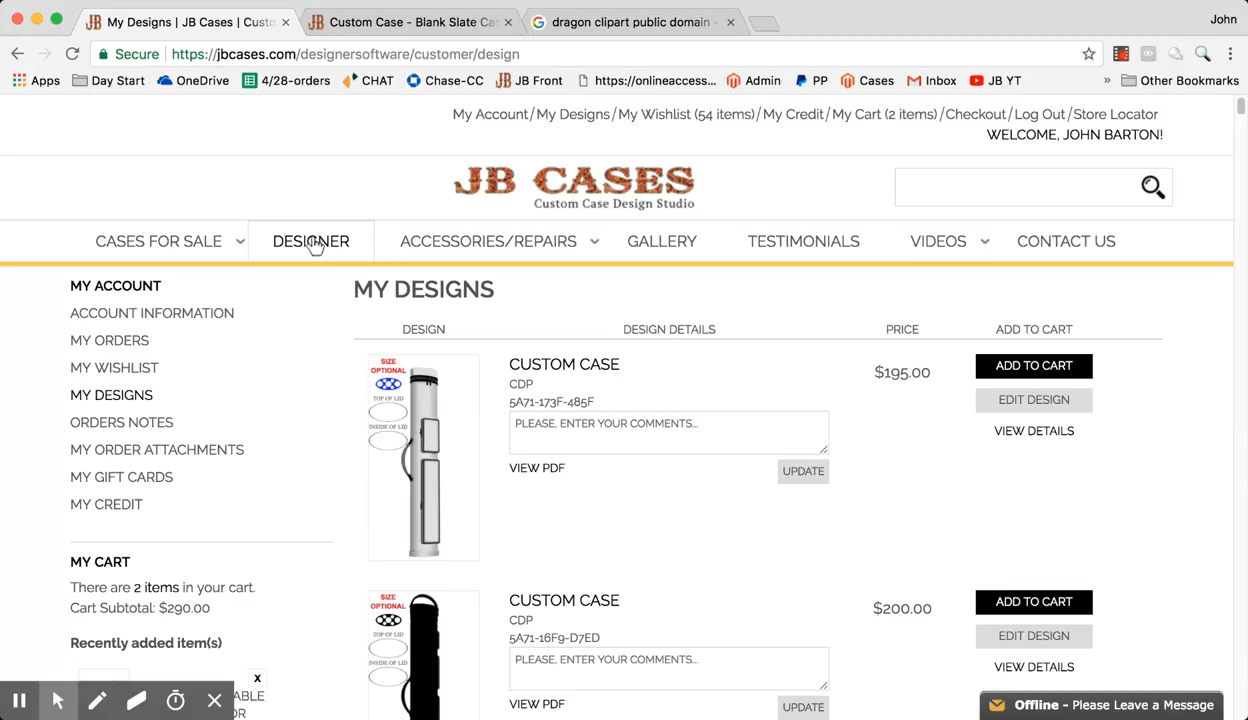 My Designs | JB Cases | Custo
Custom Case - Blank Slate Cas
dragon clipart public domain -
John
Secure
https://jbcases.com/designersoftware/customer/design
Apps
Day Start
OneDrive
4/28-orders
CHAT
Chase-CC
JB Front
https://onlineaccess...
Admin
PP
Cases
Inbox
JB YT
»
Other Bookmarks
My Account/My Designs/My Wishlist (54 items)/My Credit/My Cart (2 items)/Checkout/Log Out/Store Locator
WELCOME, JOHN BARTON!
JB CASES
Custom Case Design Studio
CASES FOR SALE
DESIGNER
ACCESSORIES/REPAIRS
GALLERY
TESTIMONIALS
VIDEOS
CONTACT US
MY ACCOUNT
ACCOUNT INFORMATION
MY ORDERS
MY WISHLIST
MY DESIGNS
ORDERS NOTES
MY ORDER ATTACHMENTS
MY GIFT CARDS
MY CREDIT
MY CART
There are 2 items in your cart.
Cart Subtotal: $290.00
Recently added item(s)
x
ABLE
OR
MY DESIGNS
DESIGN
DESIGN DETAILS
PRICE
ADD TO CART
SIZE
OPTIONAL
TOP OF LID
INSIDE OF LID
CUSTOM CASE
CDP
5A71-173F-485F
PLEASE, ENTER YOUR COMMENTS...
VIEW PDF
UPDATE
$195.00
ADD TO CART
EDIT DESIGN
VIEW DETAILS
SIZE
OPTIONAL
TOP OF LID
INSIDE OF LID
CUSTOM CASE
CDP
5A71-16F9-D7ED
PLEASE, ENTER YOUR COMMENTS...
VIEW PDF
UPDATE
$200.00
ADD TO CART
EDIT DESIGN
VIEW DETAILS
Offline - Please Leave a Message